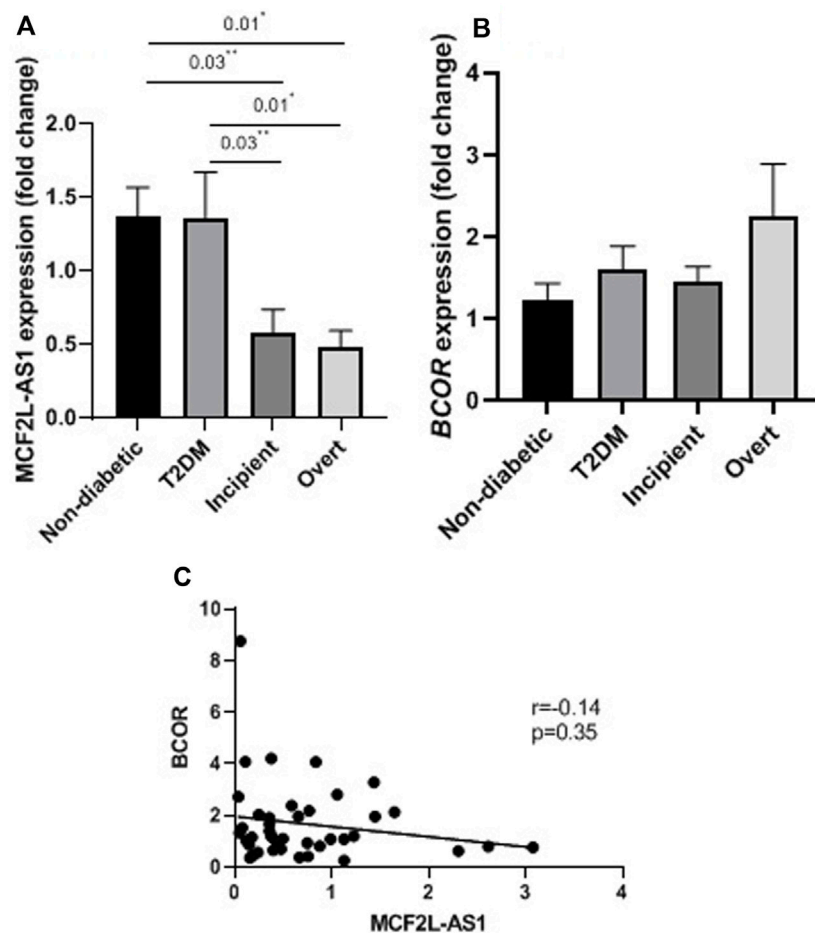 A
0.01*
0.03**
0.01*
0.03**
MCF2L-AS1 expression (fold change)
2.0
1.5
1.0
0.5
0.0
Non-diabetic
T2DM
Incipient
Overt
B
BCOR expression (fold change)
4
3
2
1
0
Non-diabetic
T2DM
Incipient
Overt
C
BCOR
10
8
6
4
2
0
r=-0.14
p=0.35
0 1 2 3 4
MCF2L-AS1